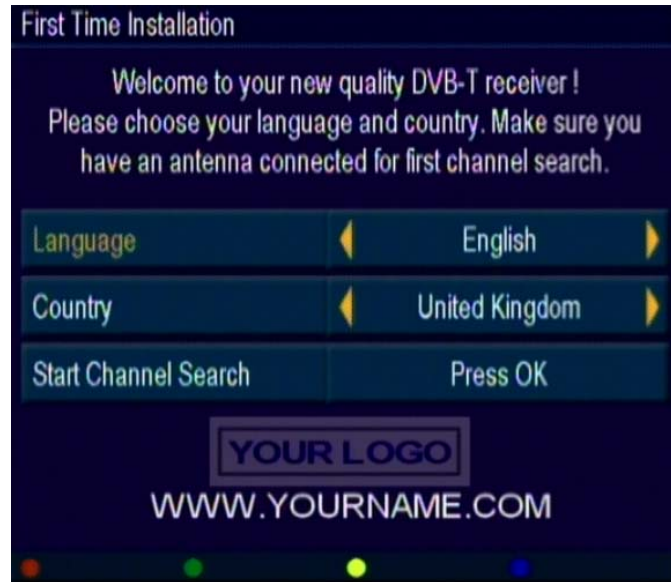 First Time Installation
Welcome to your new quality DVB-T receiver !
Please choose your language and country. Make sure you
have an antenna connected for first channel search.
Language English
Country United Kingdom
Start Channel Search Press OK
YOUR LOGO
WWW.YOURNAME.COM